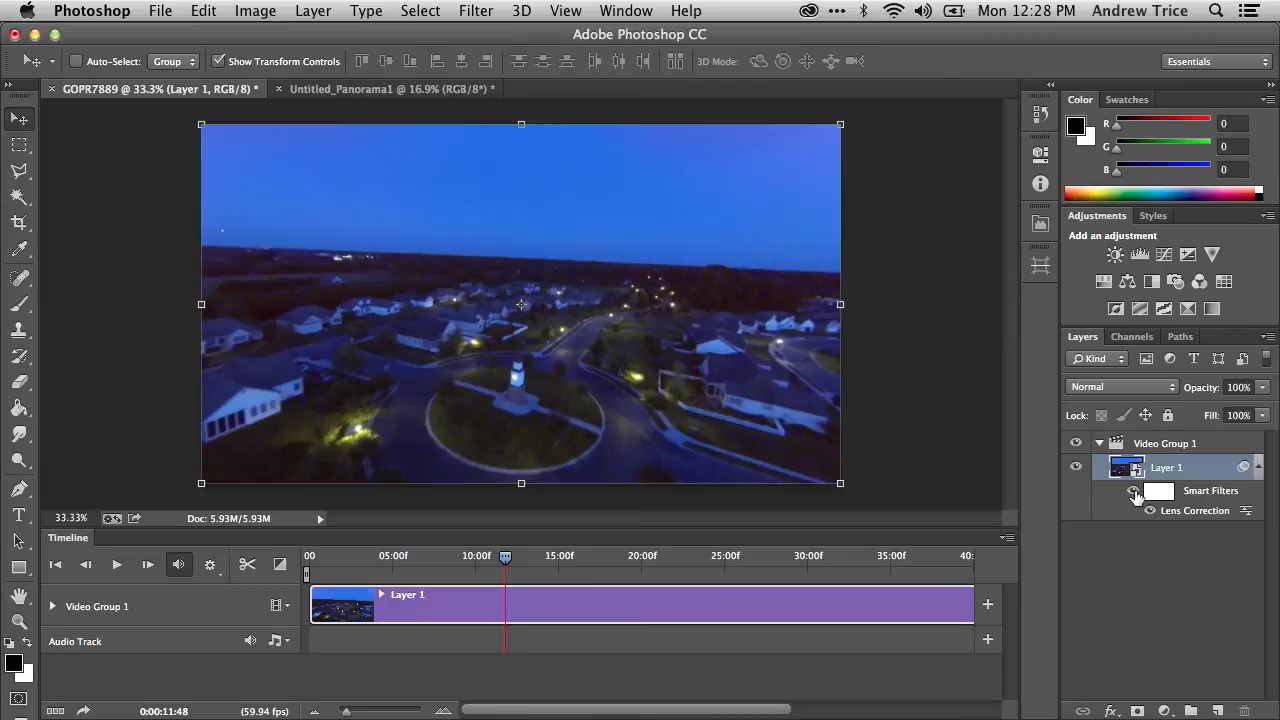 Photoshop File Edit Image Layer Type Select Filter 3D View Window Help Mon 12:28 PM Andrew Trice
Adobe Photoshop CC
Auto-Select: Group Show Transform Controls 3D Mode: Essentials
GOPR7889 @ 33.3% (Layer 1, RGB/8) * Untitled_Panorama1 @ 16.9% (RGB/8*) *
Color Swatches
R 0
G 0
B 0
Adjustments Styles
Add an adjustment
Layers Channels Paths
Kind
Normal Opacity: 100%
Lock: Fill: 100%
Video Group 1
Layer 1
Smart Filters
Lens Correction
33.33% Doc: 5.93M/5.93M
Timeline
00 05:00f 10:00f 15:00f 20:00f 25:00f 30:00f 35:00f 40:
Video Group 1 Layer 1
Audio Track
0:00:11:48 (59.94 fps)